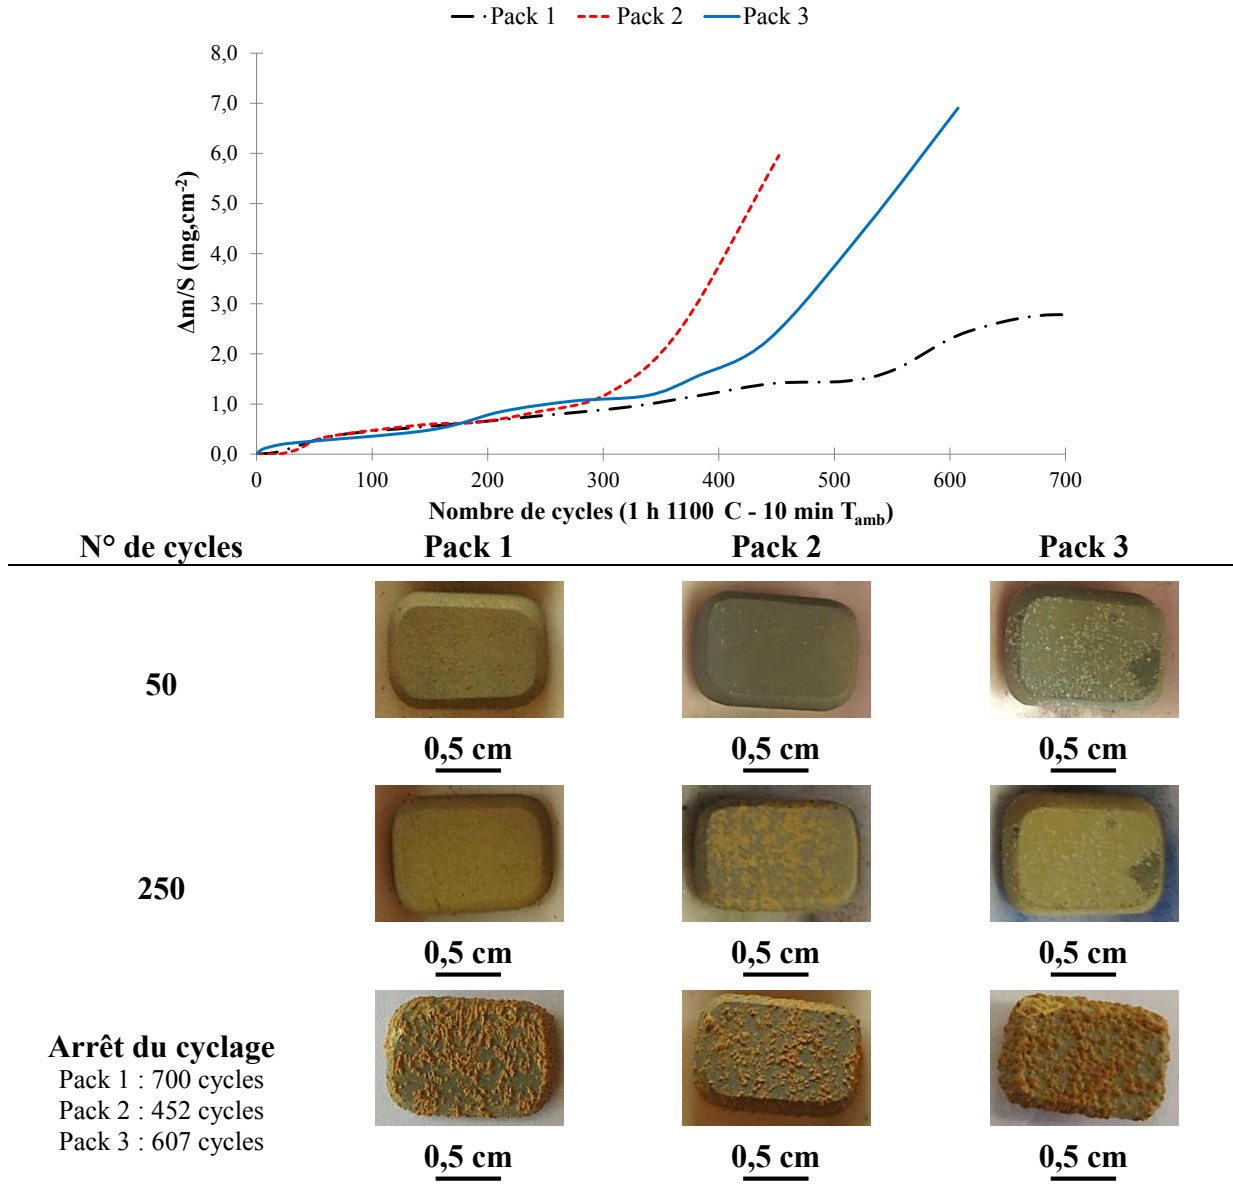 Pack 1 Pack 2 Pack 3
8,0
7,0
6,0
5,0
4,0
3,0
2,0
1,0
0,0
Δm/S (mg,cm-2)
0 100 200 300 400 500 600 700
Nombre de cycles (1 h 1100 C - 10 min Tamb)
N° de cycles Pack 1 Pack 2 Pack 3
50
0,5 cm 0,5 cm 0,5 cm
250
0,5 cm 0,5 cm 0,5 cm
Arrêt du cyclage
Pack 1 : 700 cycles
Pack 2 : 452 cycles
Pack 3 : 607 cycles
0,5 cm 0,5 cm 0,5 cm